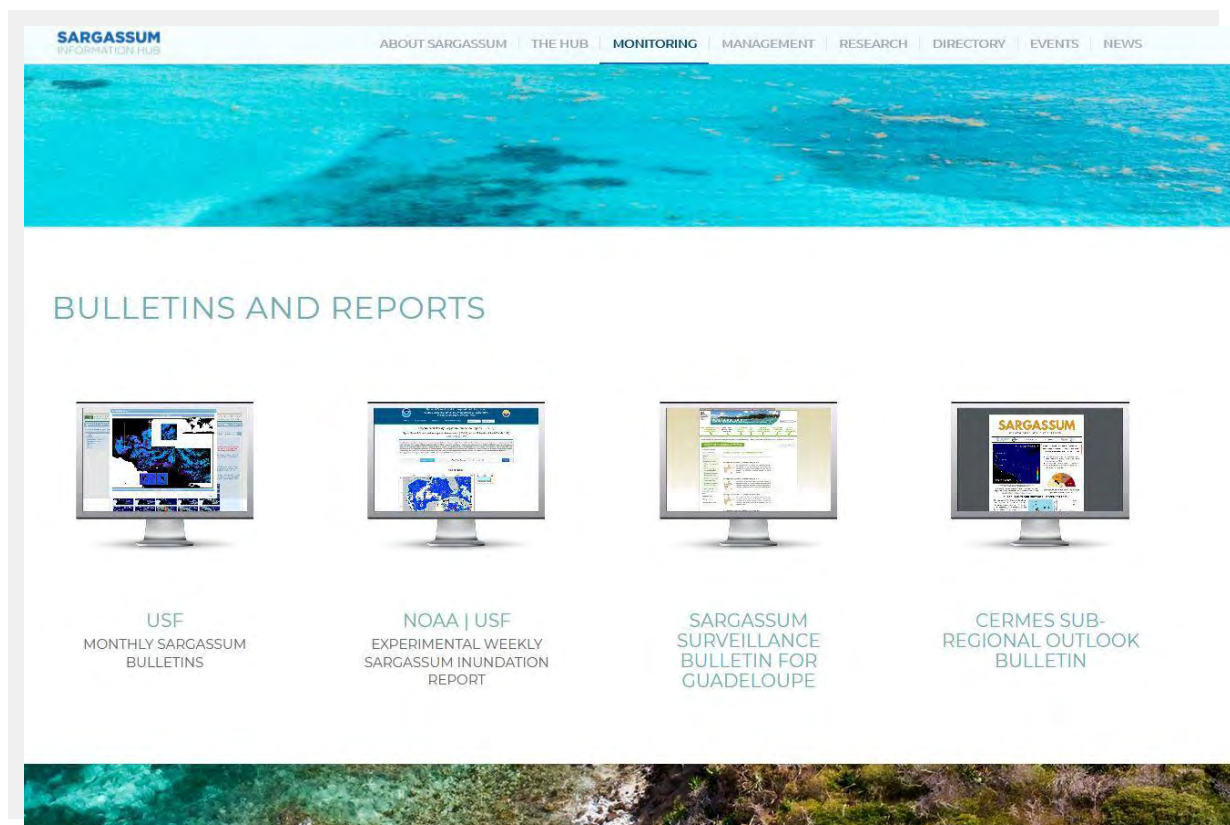 SARGASSUM
INFORMATION HUB
ABOUT SARGASSUM THE HUB MONITORING MANAGEMENT RESEARCH DIRECTORY EVENTS NEWS
BULLETINS AND REPORTS
SARGASSUM
USF
MONTHLY SARGASSUM
BULLETINS
NOAA | USF
EXPERIMENTAL WEEKLY
SARGASSUM INUNDATION
REPORT
SARGASSUM
SURVEILLANCE
BULLETIN FOR
GUADELOUPE
CERMES SUB-
REGIONAL OUTLOOK
BULLETIN